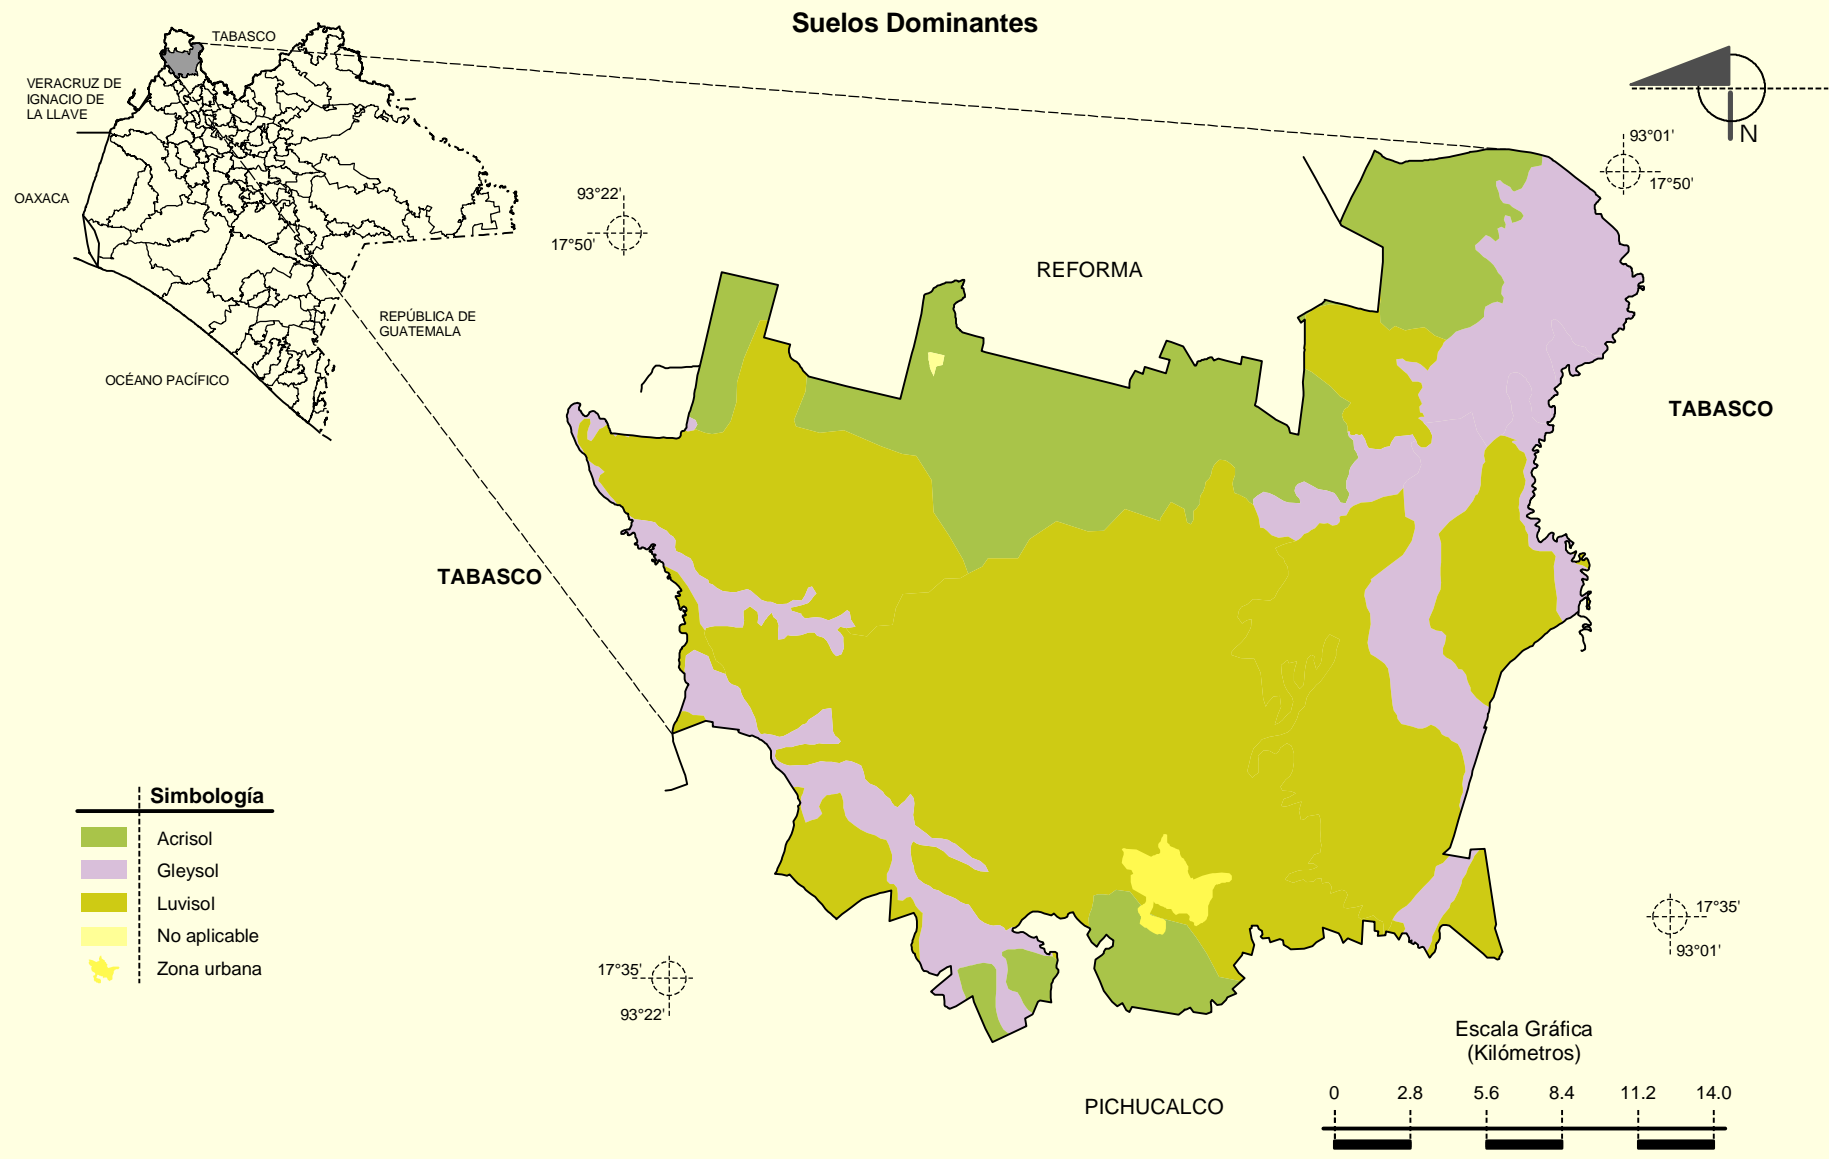 Suelos Dominantes
TABASCO
VERACRUZ DE
IGNACIO DE
LA LLAVE
OAXACA
REPÚBLICA DE
GUATEMALA
OCÉANO PACÍFICO
N
93°01'
17°50'
93°22'
17°50'
REFORMA
TABASCO
TABASCO
Simbología
Acrisol
Gleysol
Luvisol
No aplicable
Zona urbana
17°35'
93°22'
17°35'
93°01'
PICHUCALCO
Escala Gráfica
(Kilómetros)
0 2.8 5.6 8.4 11.2 14.0